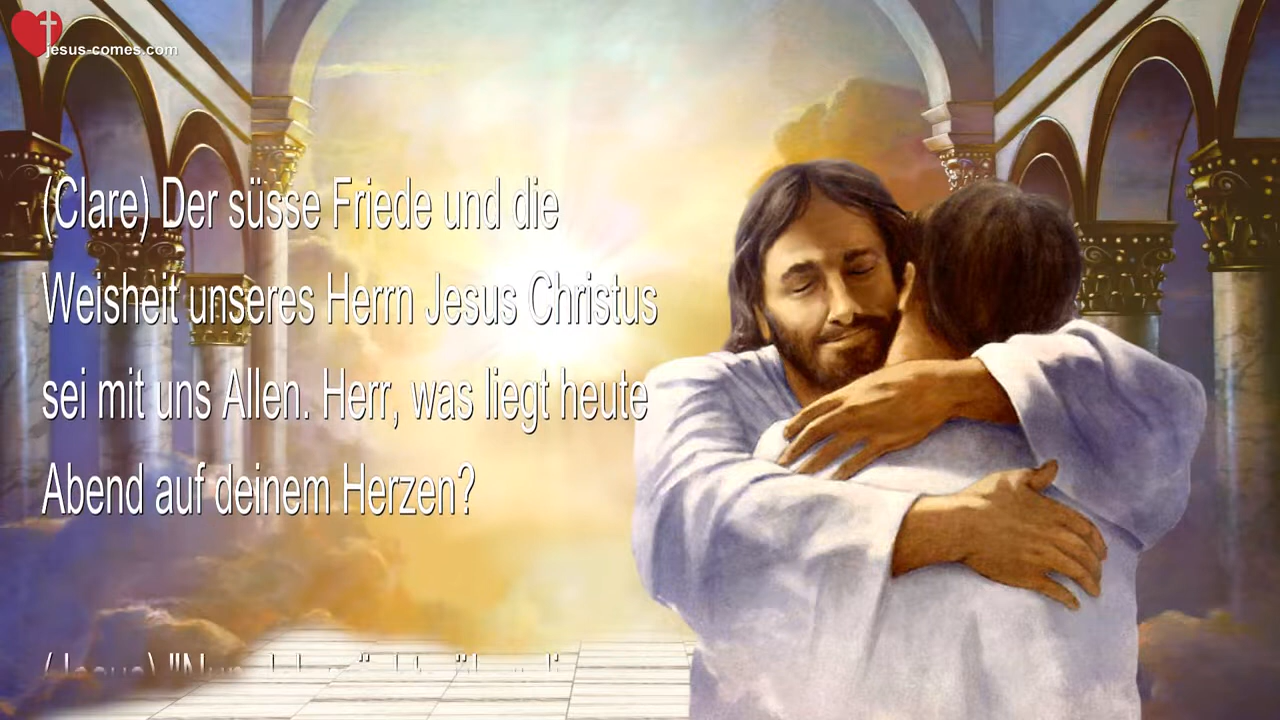 jesus-comes.com
(Clare) Der süsse Friede und die
Weisheit unseres Herrn Jesus Christus
sei mit uns Allen. Herr, was liegt heute
Abend auf deinem Herzen?
(Jesus)